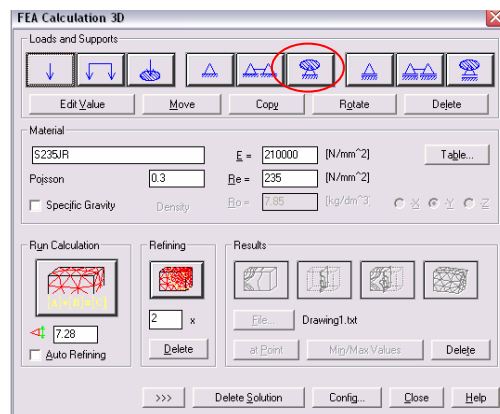 FEA Calculation 3D
Loads and Supports
Edit Value Move Copy Rotate Delete
Material
S235JR E = 210000 [N/mm^2] Table...
Pojsson 0.3 Re = 235 [N/mm^2]
Specific Gravity Density Ro = 7.85 [kg/dm^3 X Y Z
Run Calculation Refining Results
[A]*[B]=[C]
2 x File... Drawing1.txt
7.28
Auto Refining Delete at Point Min/Max Values Delete
>>> Delete Solution Config... Close Help